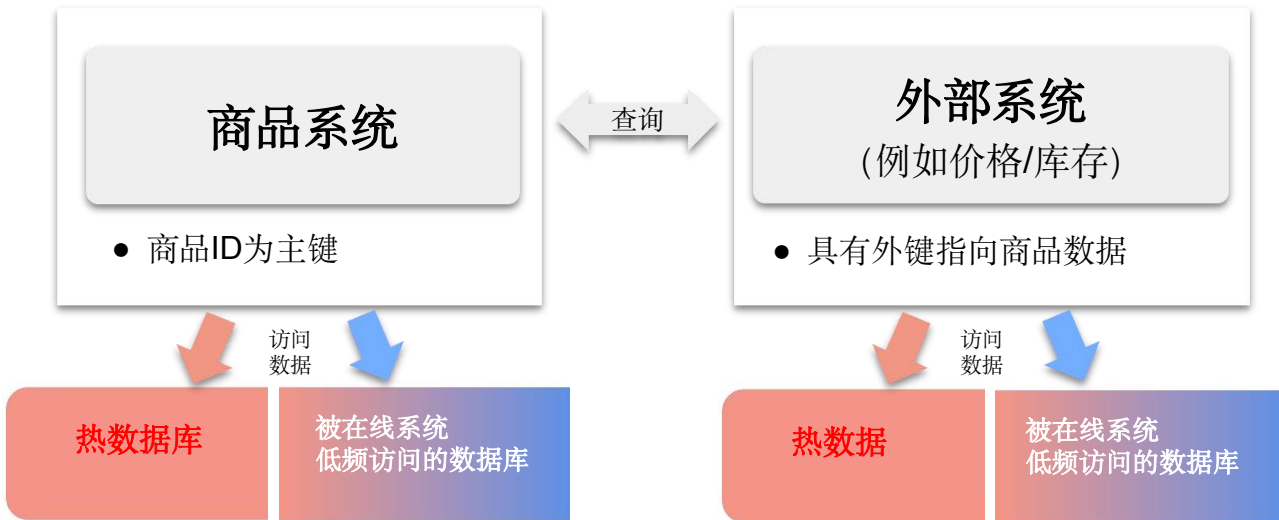 商品系统
● 商品ID为主键
查询
外部系统
（例如价格/库存）
● 具有外键指向商品数据
访问
数据
热数据库
被在线系统
低频访问的数据库
访问
数据
热数据
被在线系统
低频访问的数据库